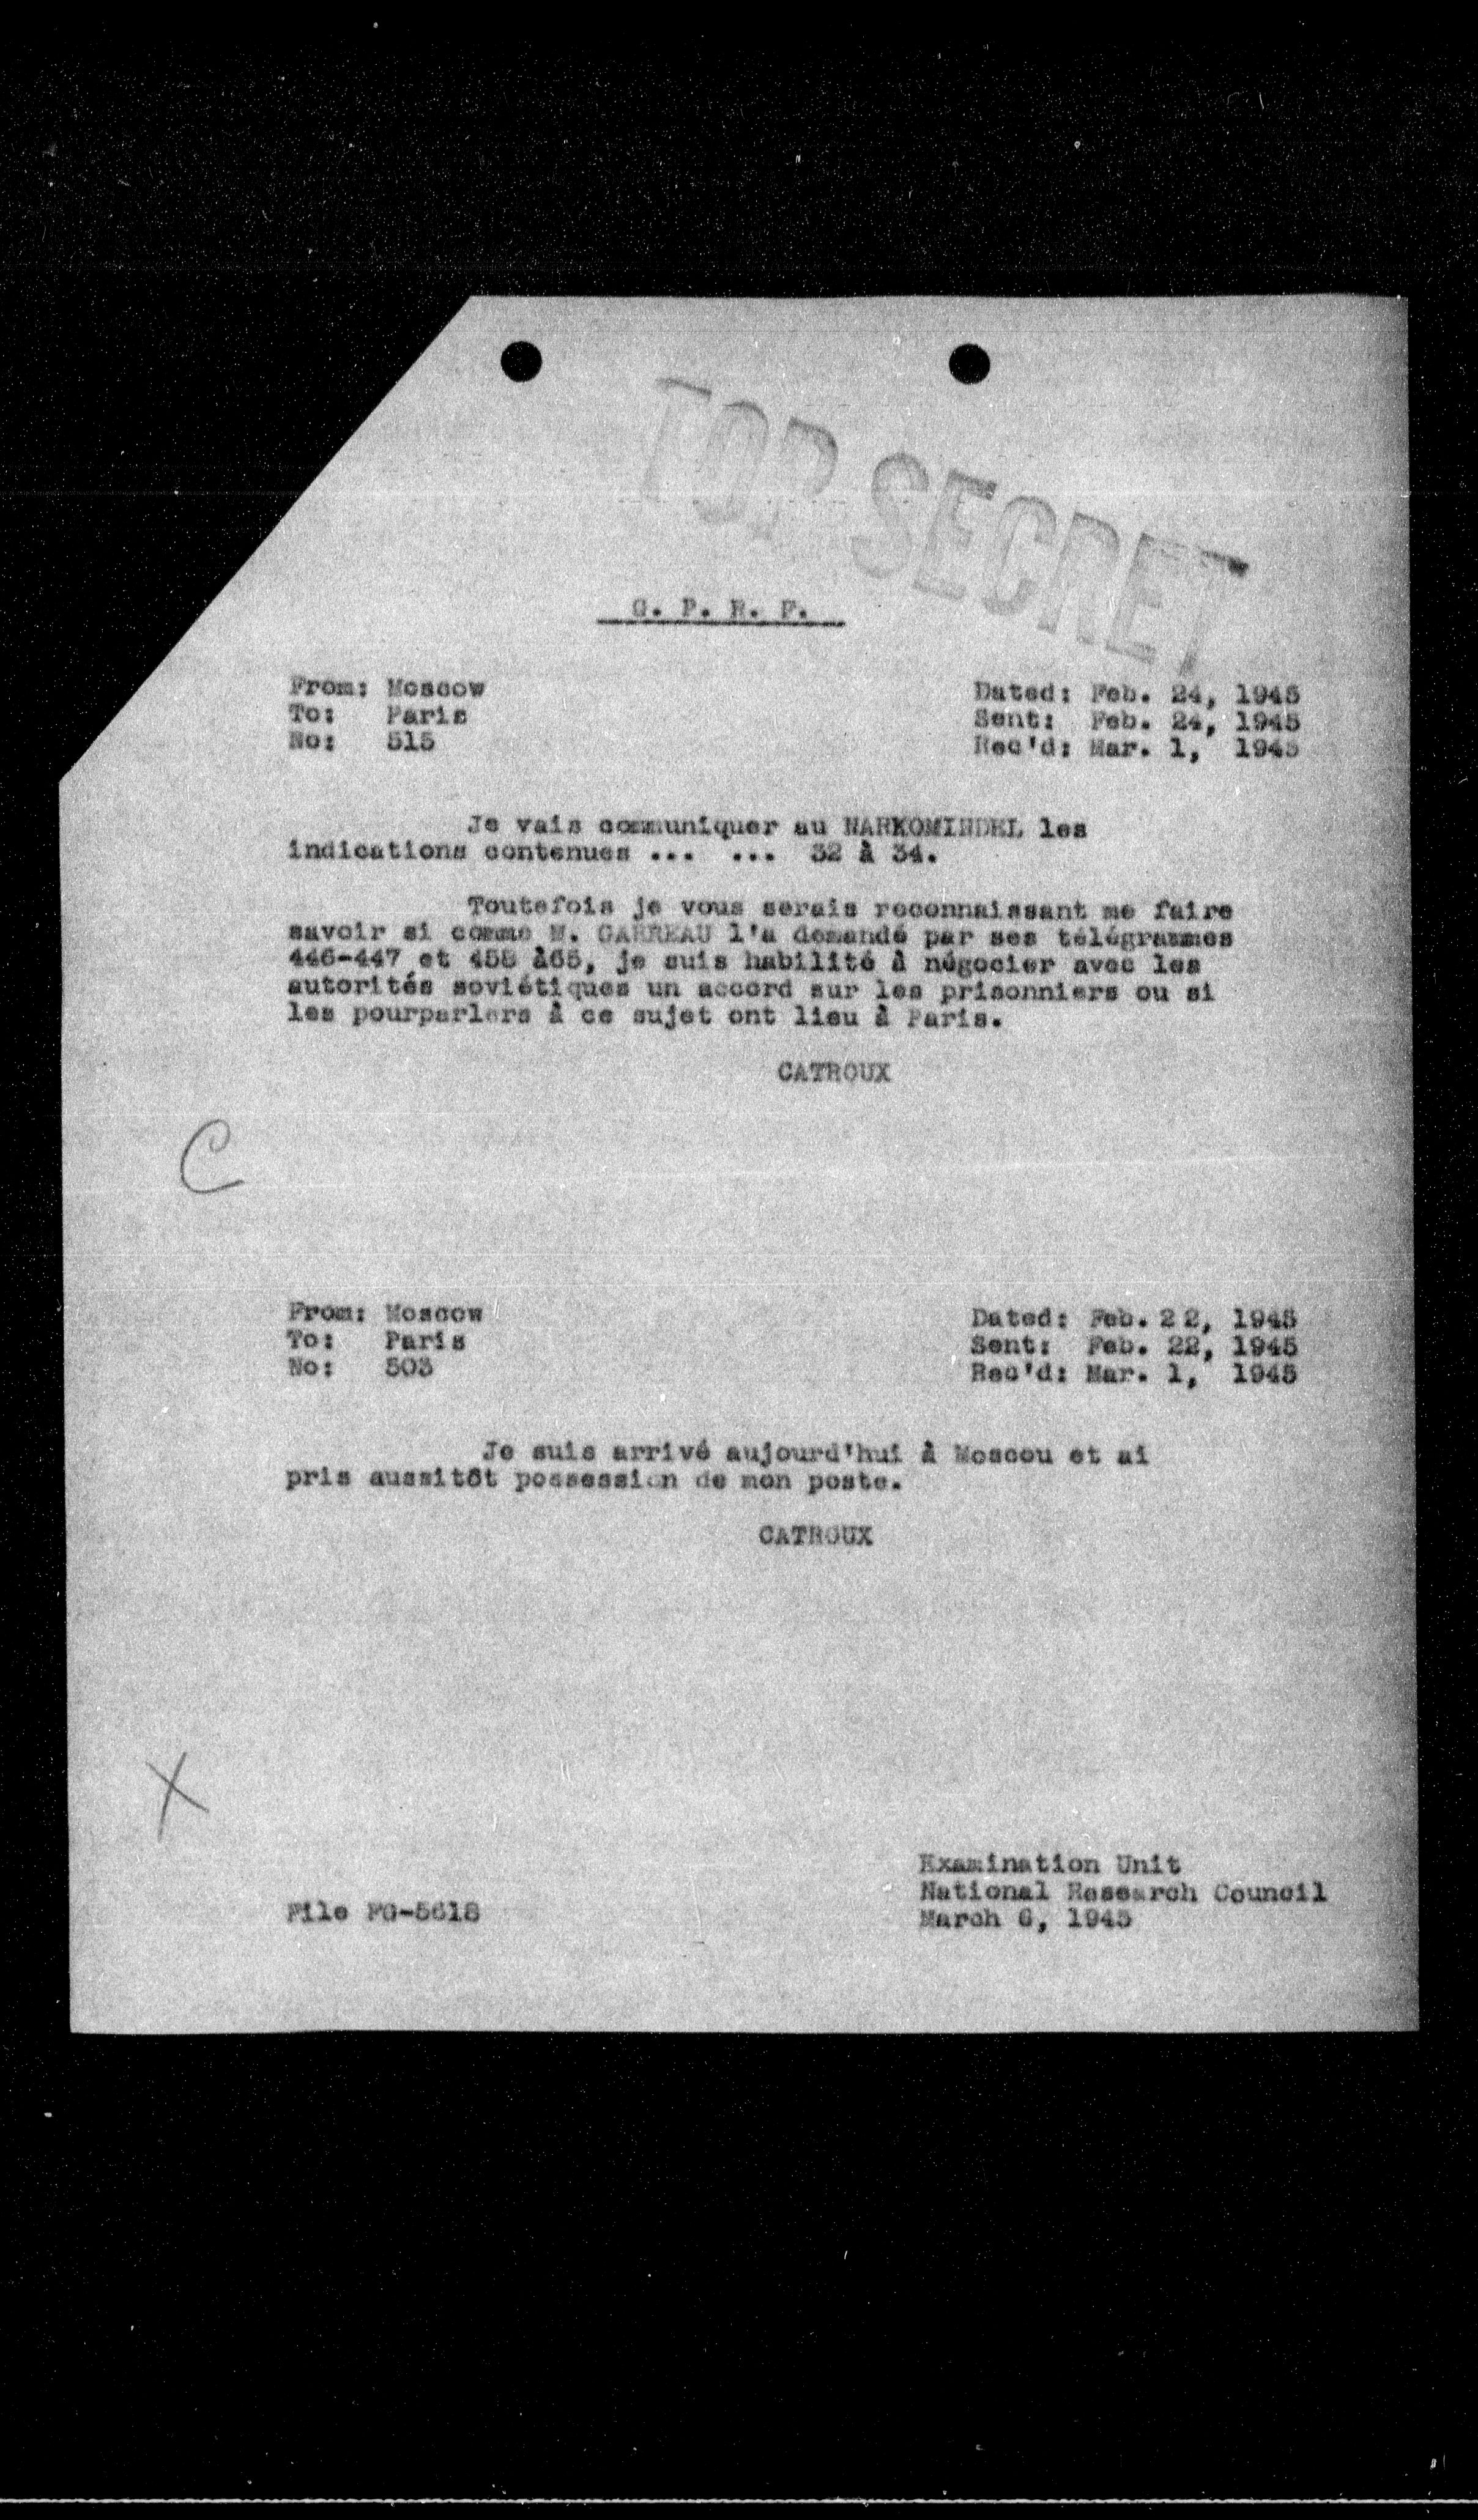 TOP SECRET
G. P. R. F.
From: Moscow
To: Paris
No: 515
Dated: Feb. 24, 1945
Sent: Feb. 24, 1945
Rec'd: Mar. 1, 1945
Je vais communiquer au NARKOMINDEL les
indications contenues ... ... 32 à 34.
Toutefois je vous serais reconnaissant me faire
savoir si comme M. GARREAU l'a demandé par ses télégrammes
446-447 et 458 à65, je suis habilité à négocier avec les
autorités soviétiques un accord sur les prisonniers ou si
les pourparlers à ce sujet ont lieu à Paris.
CATROUX
C
From: Moscow
To: Paris
No: 503
Dated: Feb. 22, 1945
Sent: Feb. 22, 1945
Rec'd: Mar. 1, 1945
Je suis arrivé aujourd'hui à Moscou et ai
pris aussitôt possession de mon poste.
CATROUX
X
Examination Unit
National Research Council
March 6, 1945
File FG-5618